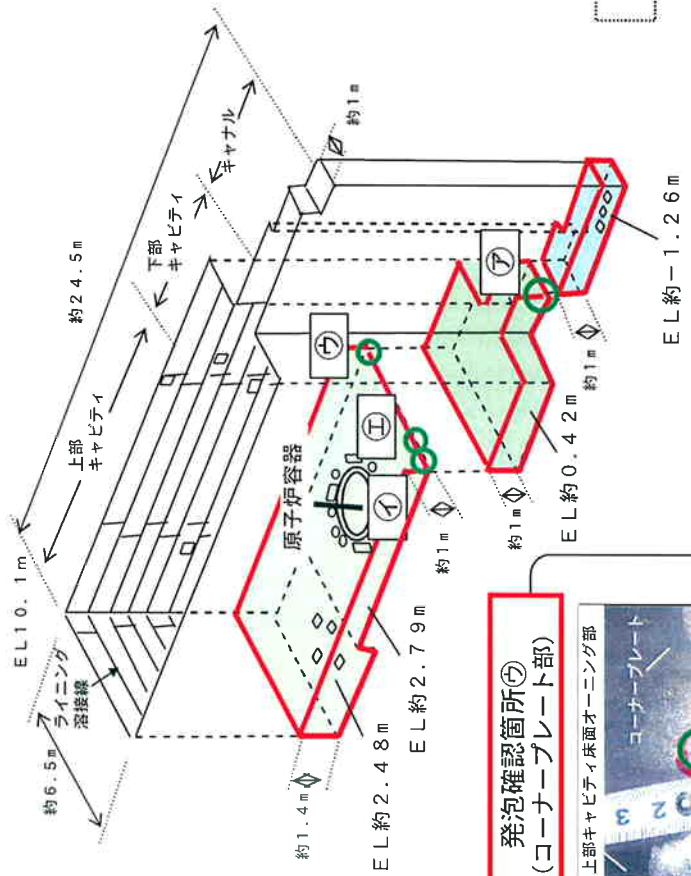 約24.5m
EL10.1m
上部
キャビティ
下部
キャビティ
キャナル
約1m
約6.5m
ライニング
溶接線
原子炉容器
㋒
㋓
㋑
㋐
約1.4m
EL約2.48m
EL約2.79m
約1m
約1m
EL約0.42m
約1m
EL約-1.26m
発泡確認箇所㋒
(コーナープレート部)
上部キャビティ床面オーニング部
コーナープレート
3
2